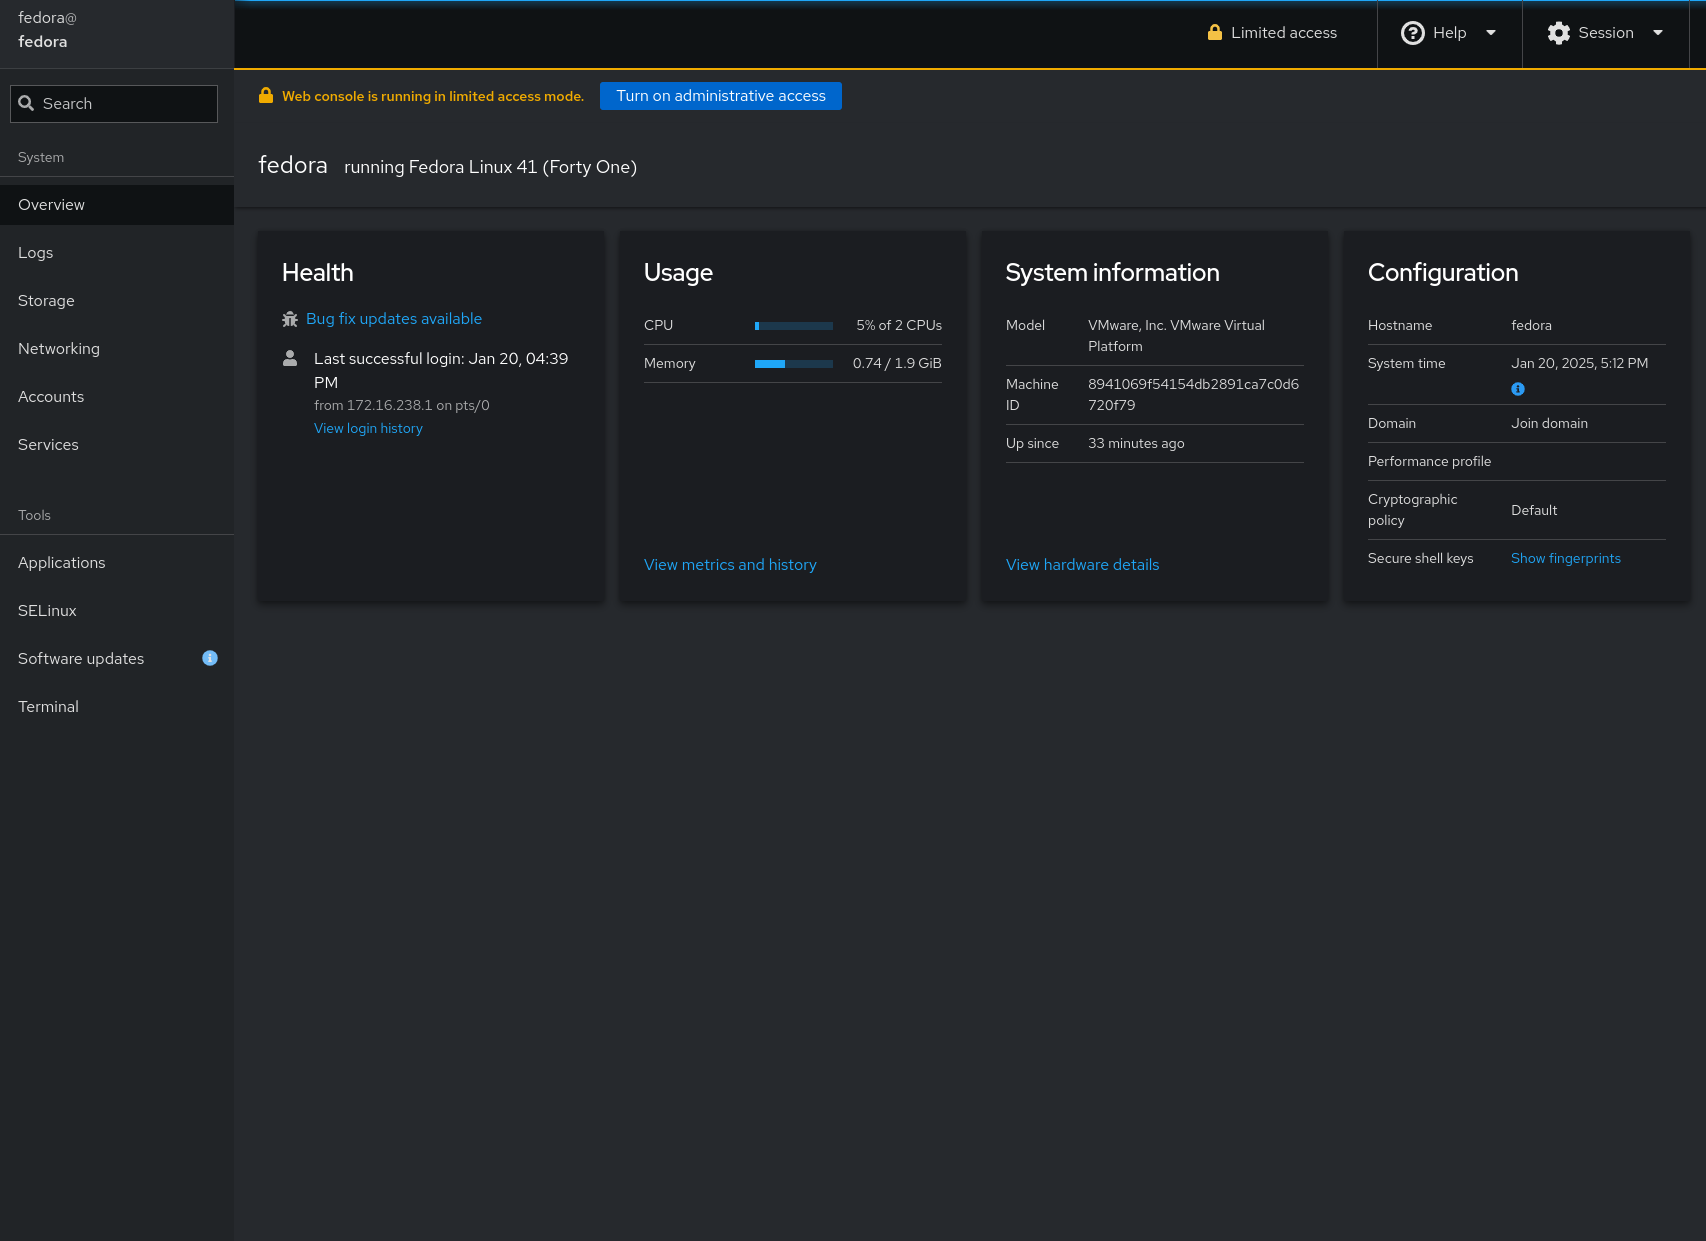 fedora@
fedora
Limited access
Help
Session
Search
Web console is running in limited access mode.
Turn on administrative access
System
fedora running Fedora Linux 41 (Forty One)
Overview
Logs
Storage
Networking
Accounts
Services
Tools
Applications
SELinux
Software updates
Terminal
Health
Bug fix updates available
Last successful login: Jan 20, 04:39
PM
from 172.16.238.1 on pts/0
View login history
Usage
CPU 5% of 2 CPUs
Memory 0.74 / 1.9 GiB
View metrics and history
System information
Model VMware, Inc. VMware Virtual
Platform
Machine 8941069f54154db2891ca7c0d6
ID 720f79
Up since 33 minutes ago
View hardware details
Configuration
Hostname fedora
System time Jan 20, 2025, 5:12 PM
Domain Join domain
Performance profile
Cryptographic
policy Default
Secure shell keys Show fingerprints